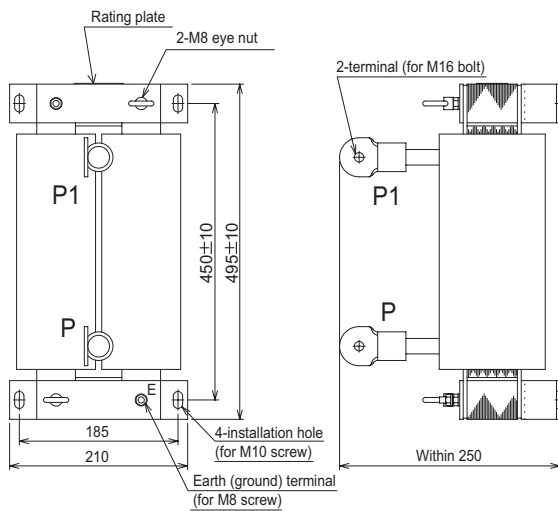 Rating plate
2-M8 eye nut
2-terminal (for M16 bolt)
P1
P1
450±10
495±10
P
P
E
185
210
4-installation hole
(for M10 screw)
Within 250
Earth (ground) terminal
(for M8 screw)